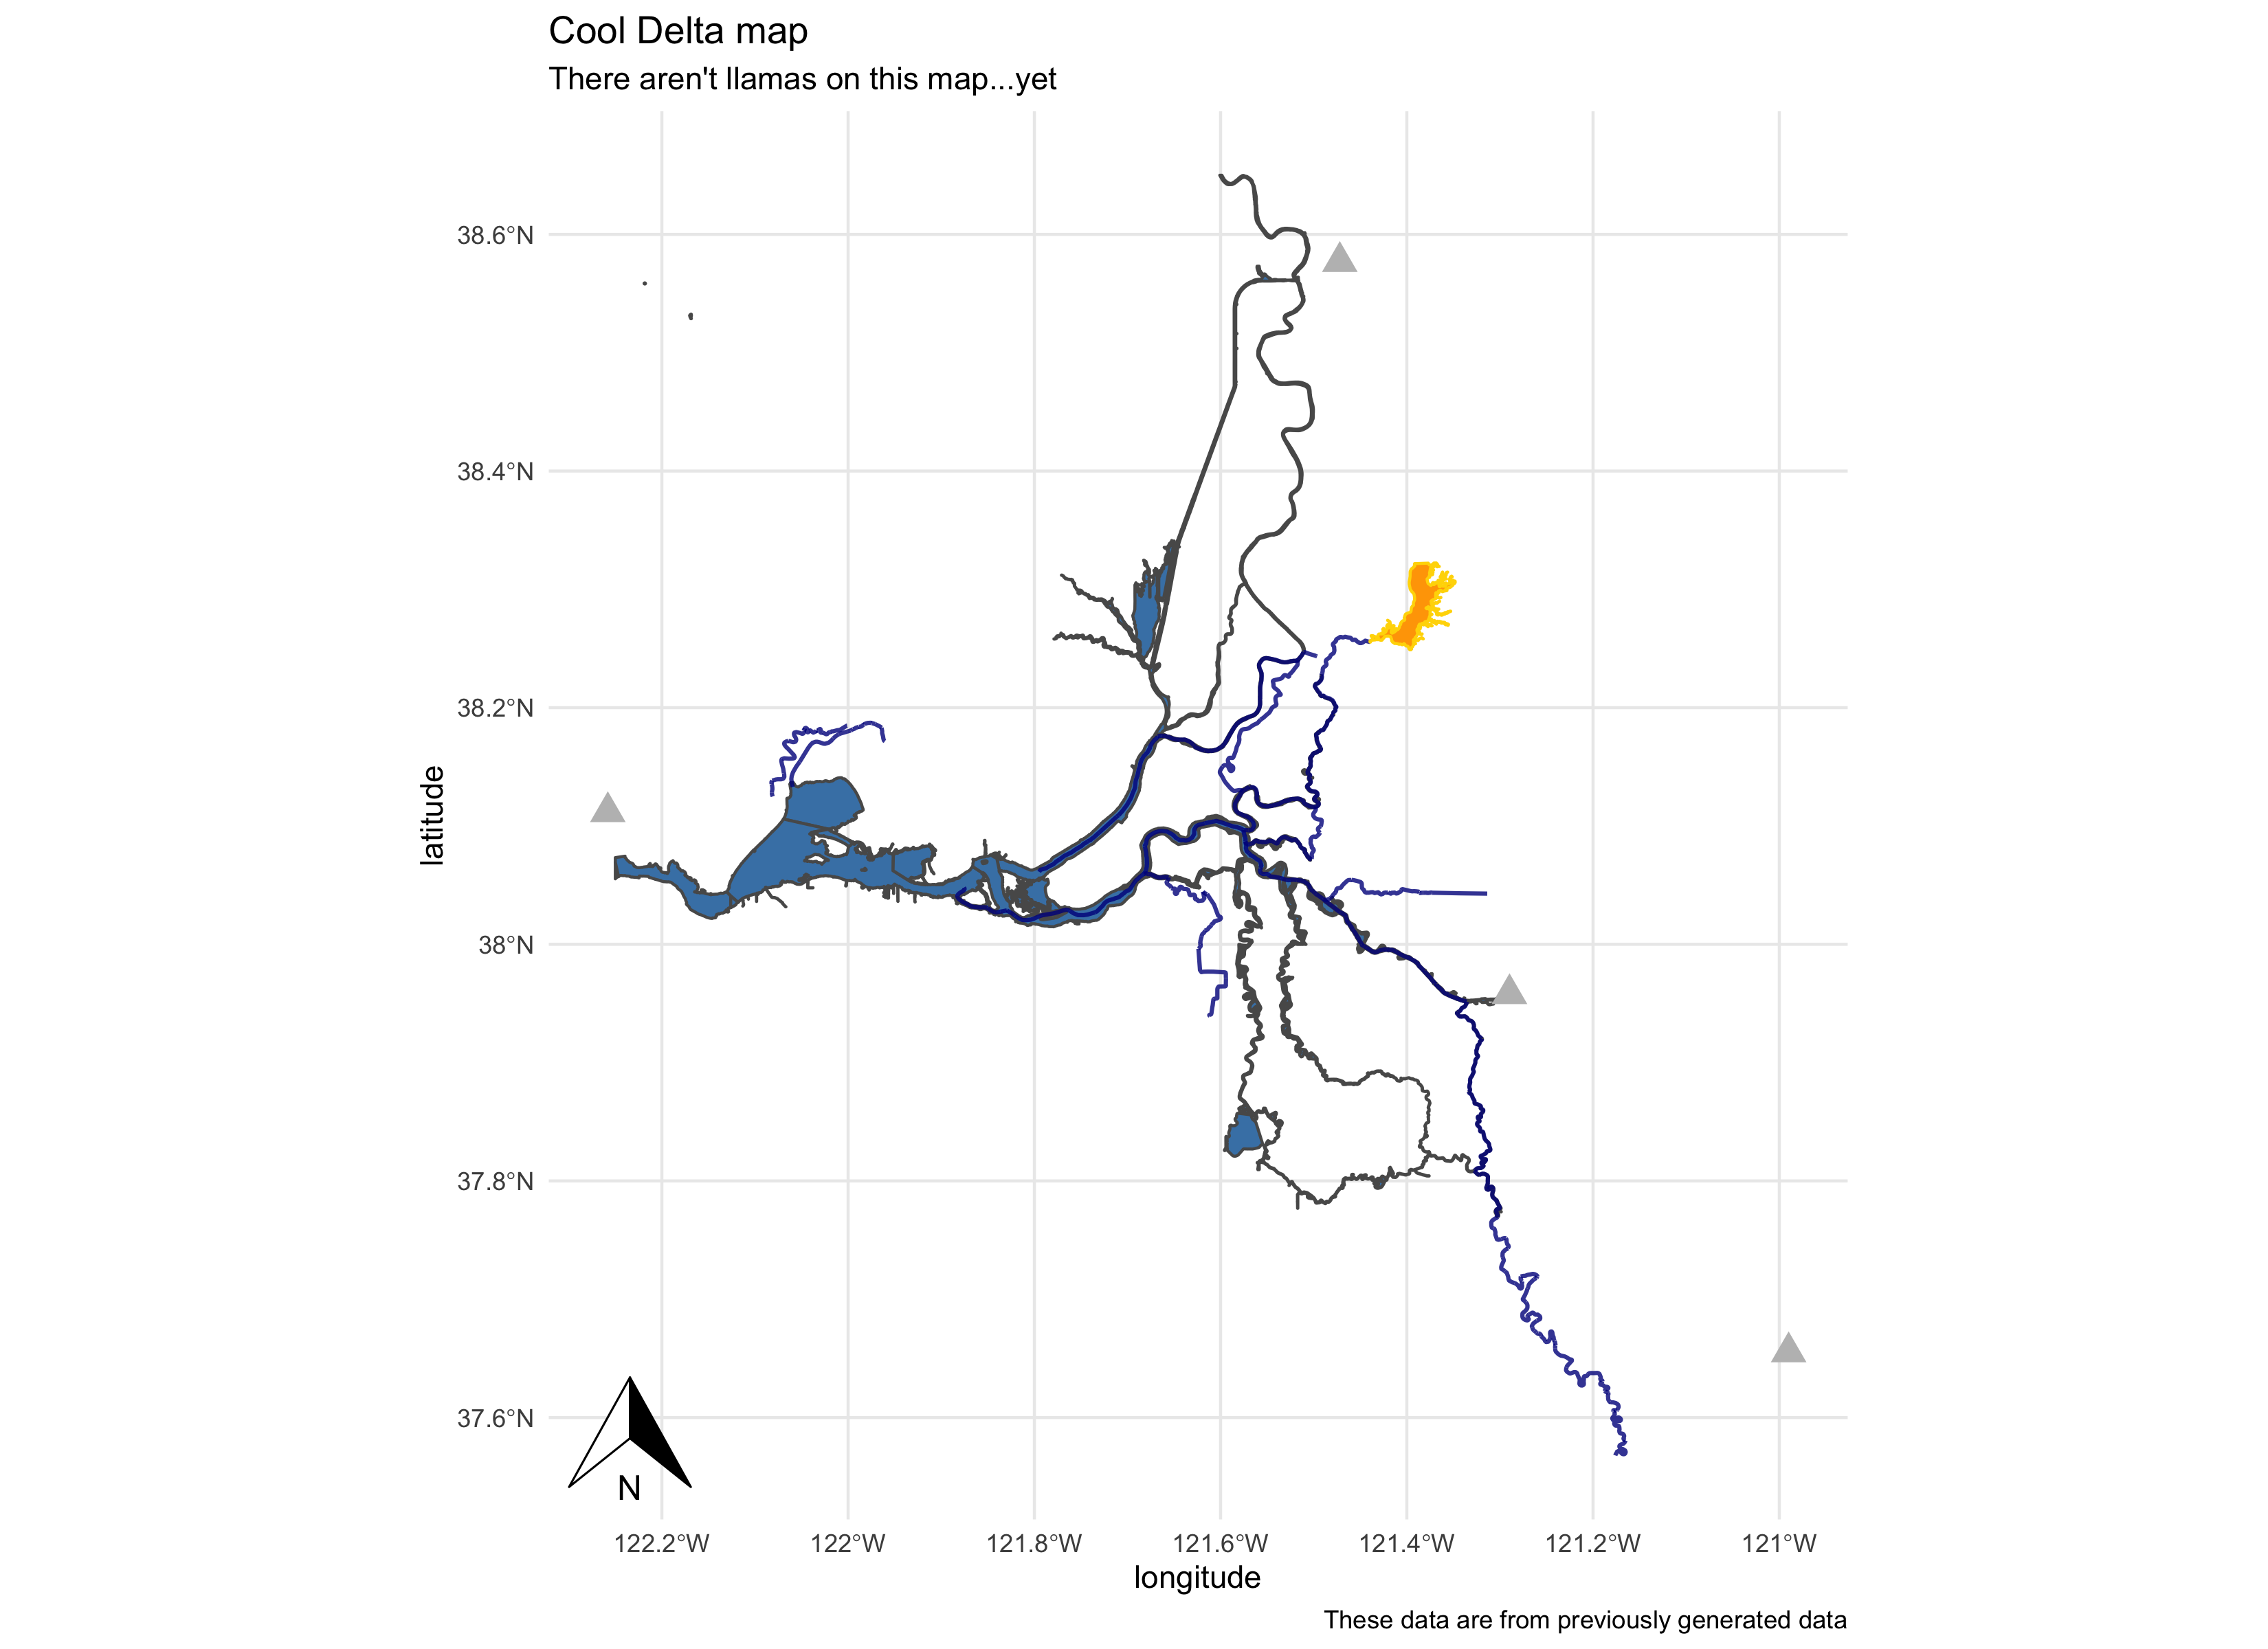 Cool Delta map
There aren't llamas on this map...yet
38.6°N
38.4°N
38.2°N
38°N
37.8°N
37.6°N
latitude
N
122.2°W
122°W
121.8°W
121.6°W
121.4°W
121.2°W
121°W
longitude
These data are from previously generated data